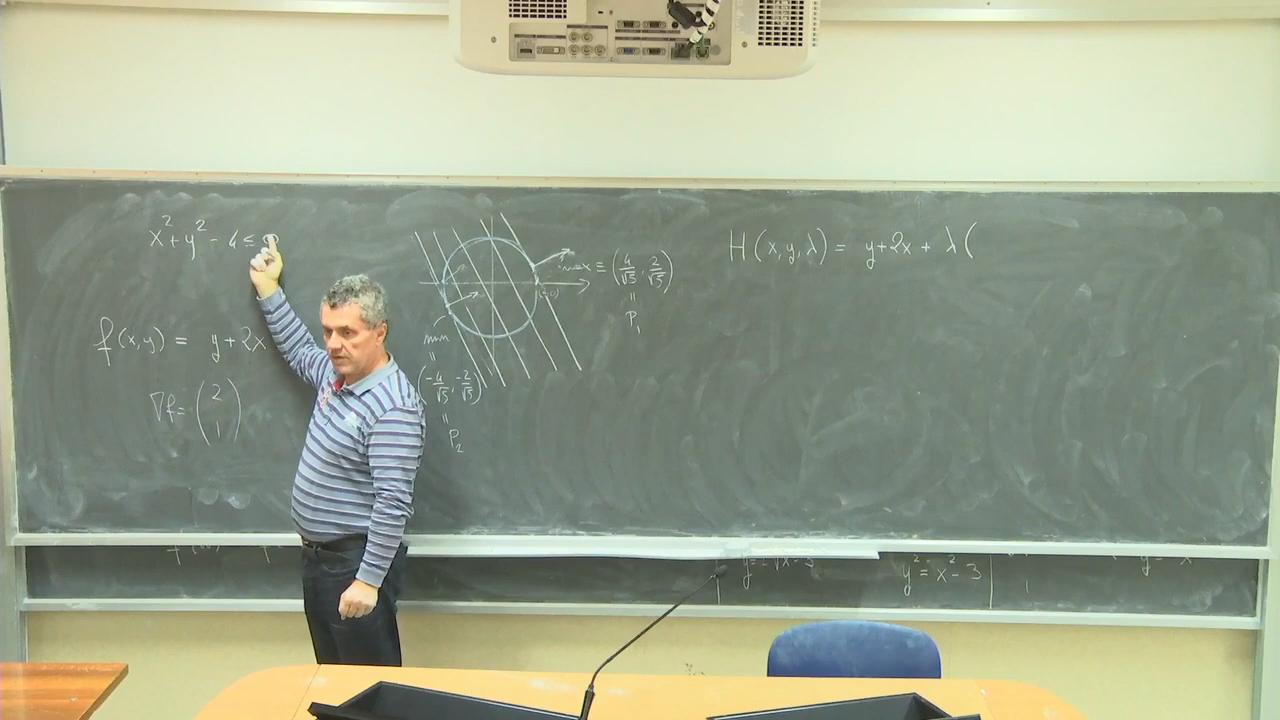 x² + y² - 4 ≤ 0
f(x,y) = y+2x
∇f = (2 1)
max ≡ (4/√5, 2/√5)
"
P₁
min
"
(-4/√5, -2/√5)
"
P₂
H(x,y,λ) = y+2x + λ(
y² = x² - 3